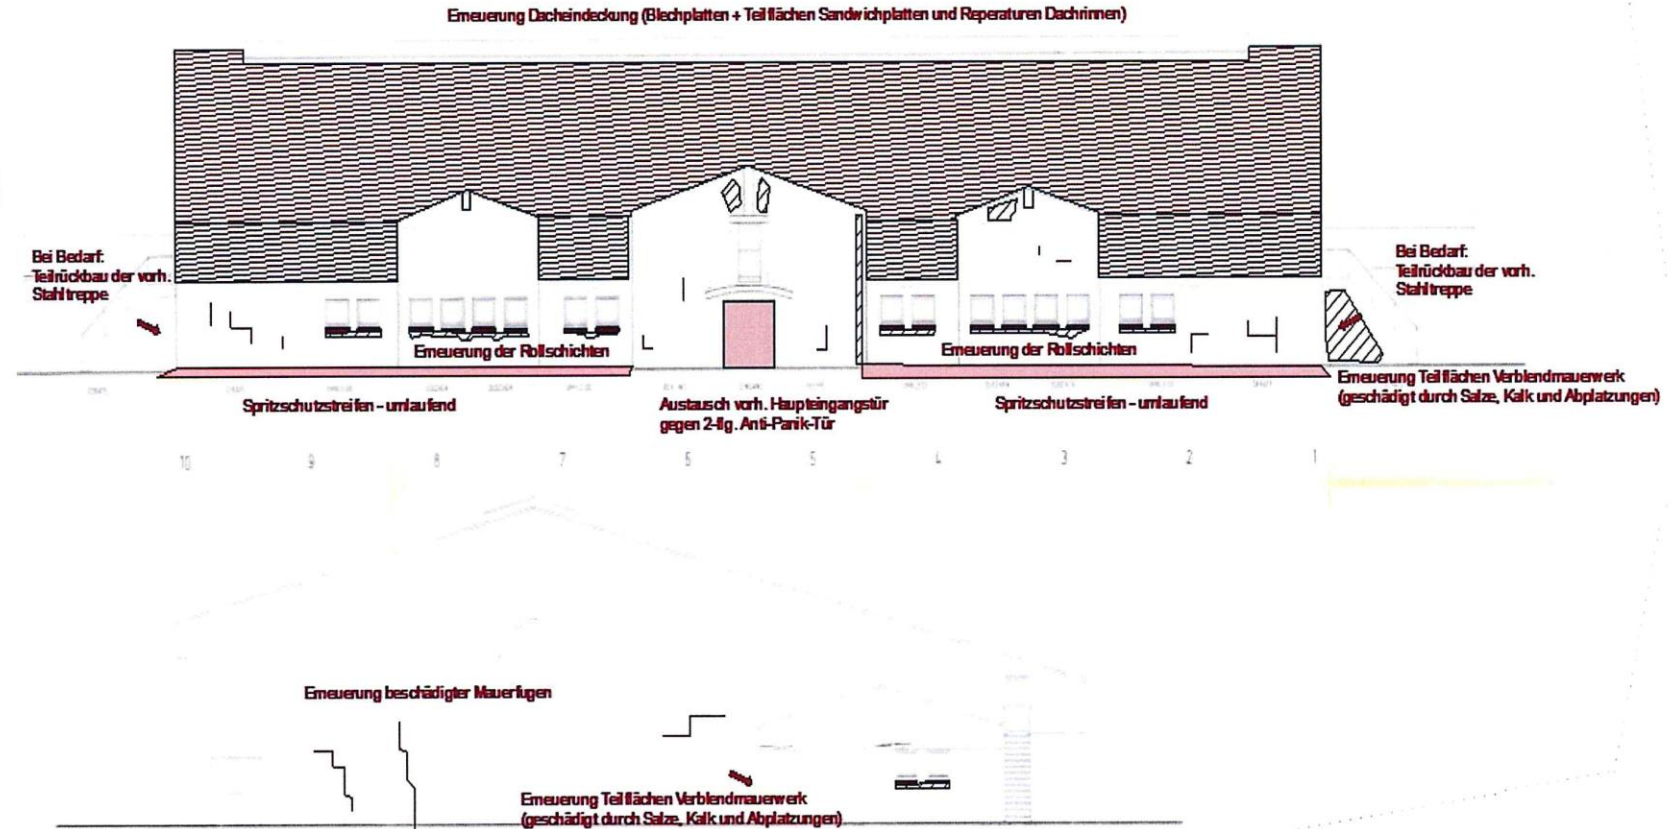 Erneuerung Dacheindeckung (Blechplatten + Teilflächen Sandwichplatten und Reperaturen Dachrinnen)
Bei Bedarf:
Teilrückbau der vorh.
Stahltreppe
Bei Bedarf:
Teilrückbau der vorh.
Stahltreppe
Erneuerung der Rollschichten
Erneuerung der Rollschichten
Spritzschutzstreifen - umlaufend
Austausch vorh. Haupteingangstür
gegen 2-flg. Anti-Panik-Tür
Spritzschutzstreifen - umlaufend
Erneuerung Teilflächen Verblendmauerwerk
(geschädigt durch Salze, Kalk und Abplatzungen)
10 9 8 7 6 5 4 3 2 1
Erneuerung beschädigter Mauerfugen
Erneuerung Teilflächen Verblendmauerwerk
(geschädigt durch Salze, Kalk und Abplatzungen)